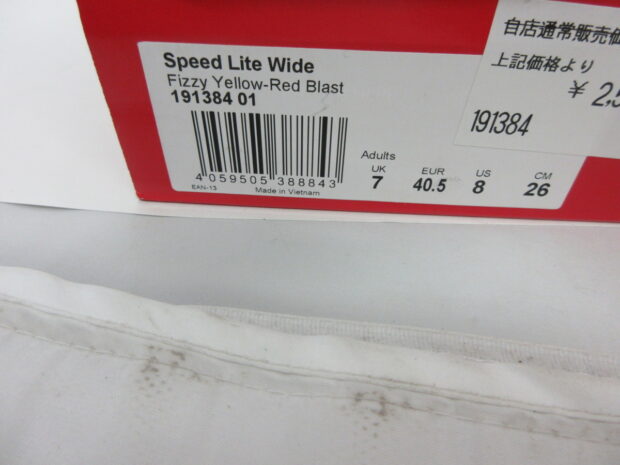 Speed Lite Wide
Fizzy Yellow-Red Blast
191384 01
4 059505 388843
EAN-13
Made in Vietnam
Adults
UK EUR US CM
7 40.5 8 26
自店通常販売価
上記価格より
¥ 2,5
191384